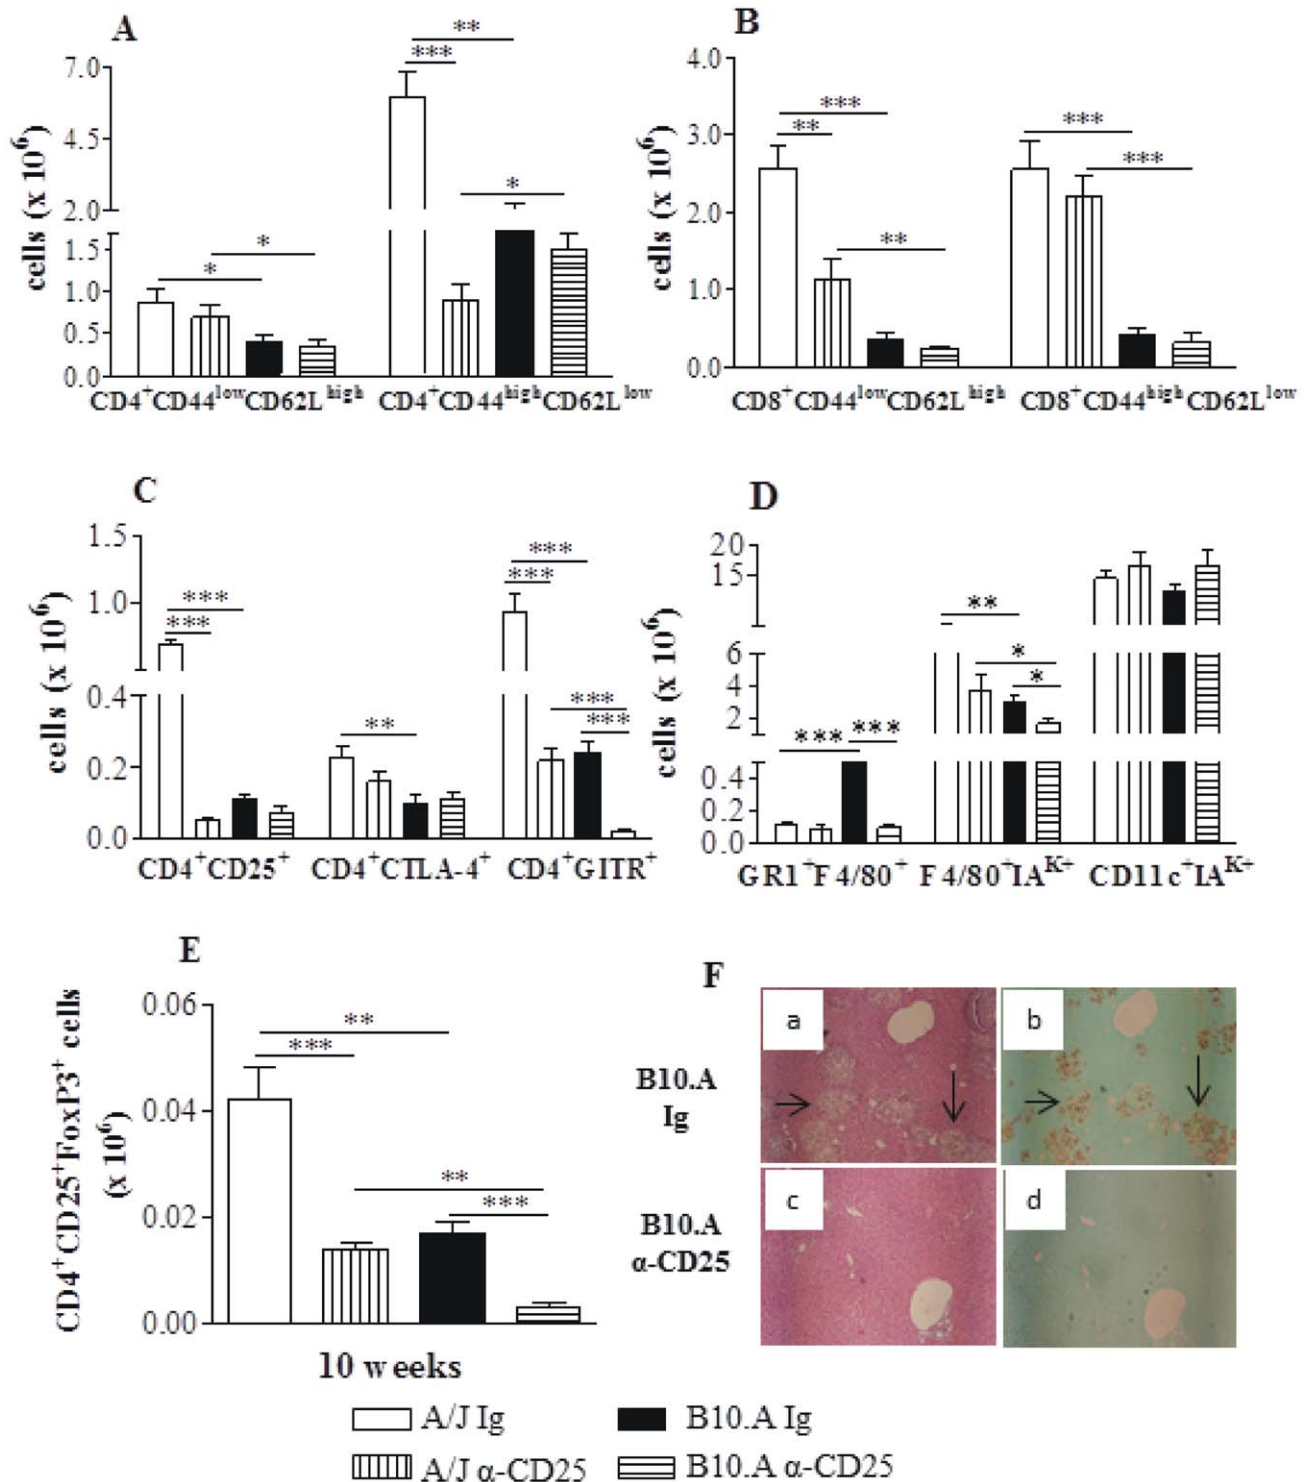 A
cells (x 10⁶)
7.0
4.5
2.0
1.5
1.0
0.5
0.0
**
***
*
*
*
CD4⁺CD44ˡᵒʷCD62Lʰⁱᵍʰ
CD4⁺CD44ʰⁱᵍʰCD62Lˡᵒʷ
B
cells (x 10⁶)
4.0
3.0
2.0
1.0
0.0
***
**
**
***
***
CD8⁺CD44ˡᵒʷCD62Lʰⁱᵍʰ
CD8⁺CD44ʰⁱᵍʰCD62Lˡᵒʷ
C
cells (x 10⁶)
1.5
1.0
0.4
0.2
0.0
***
***
**
***
***
***
***
CD4⁺CD25⁺
CD4⁺CTLA-4⁺
CD4⁺GITR⁺
D
cells (x 10⁶)
20
15
6
4
2
0.4
0.2
0.0
*** ***
**
*
*
GR1⁺F4/80⁺
F4/80⁺IAᴷ⁺
CD11c⁺IAᴷ⁺
E
CD4⁺CD25⁺FoxP3⁺ cells
(x 10⁶)
0.06
0.04
0.02
0.00
**
***
**
***
10 weeks
F
B10.A
Ig
a
b
B10.A
α-CD25
c
d
A/J Ig
B10.A Ig
A/J α-CD25
B10.A α-CD25